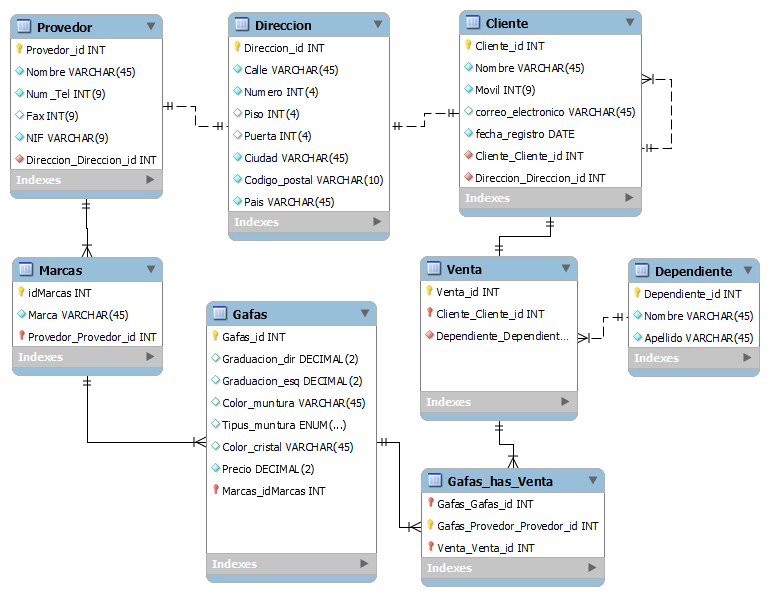 Provedor
Provedor_id INT
Nombre VARCHAR(45)
Num _Tel INT(9)
Fax INT(9)
NIF VARCHAR(9)
Direccion_Direccion_id INT
Indexes
Direccion
Direccion_id INT
Calle VARCHAR(45)
Numero INT(4)
Piso INT(4)
Puerta INT(4)
Ciudad VARCHAR(45)
Codigo_postal VARCHAR(10)
Pais VARCHAR(45)
Indexes
Cliente
Cliente_id INT
Nombre VARCHAR(45)
Movil INT(9)
correo_electronico VARCHAR(45)
fecha_registro DATE
Cliente_Cliente_id INT
Direccion_Direccion_id INT
Indexes
Marcas
idMarcas INT
Marca VARCHAR(45)
Provedor_Provedor_id INT
Indexes
Gafas
Gafas_id INT
Graduacion_dir DECIMAL(2)
Graduacion_esq DECIMAL(2)
Color_muntura VARCHAR(45)
Tipus_muntura ENUM(...)
Color_cristal VARCHAR(45)
Precio DECIMAL(2)
Marcas_idMarcas INT
Indexes
Venta
Venta_id INT
Cliente_Cliente_id INT
Dependiente_Dependient...
Indexes
Dependiente
Dependiente_id INT
Nombre VARCHAR(45)
Apellido VARCHAR(45)
Indexes
Gafas_has_Venta
Gafas_Gafas_id INT
Gafas_Provedor_Provedor_id INT
Venta_Venta_id INT
Indexes